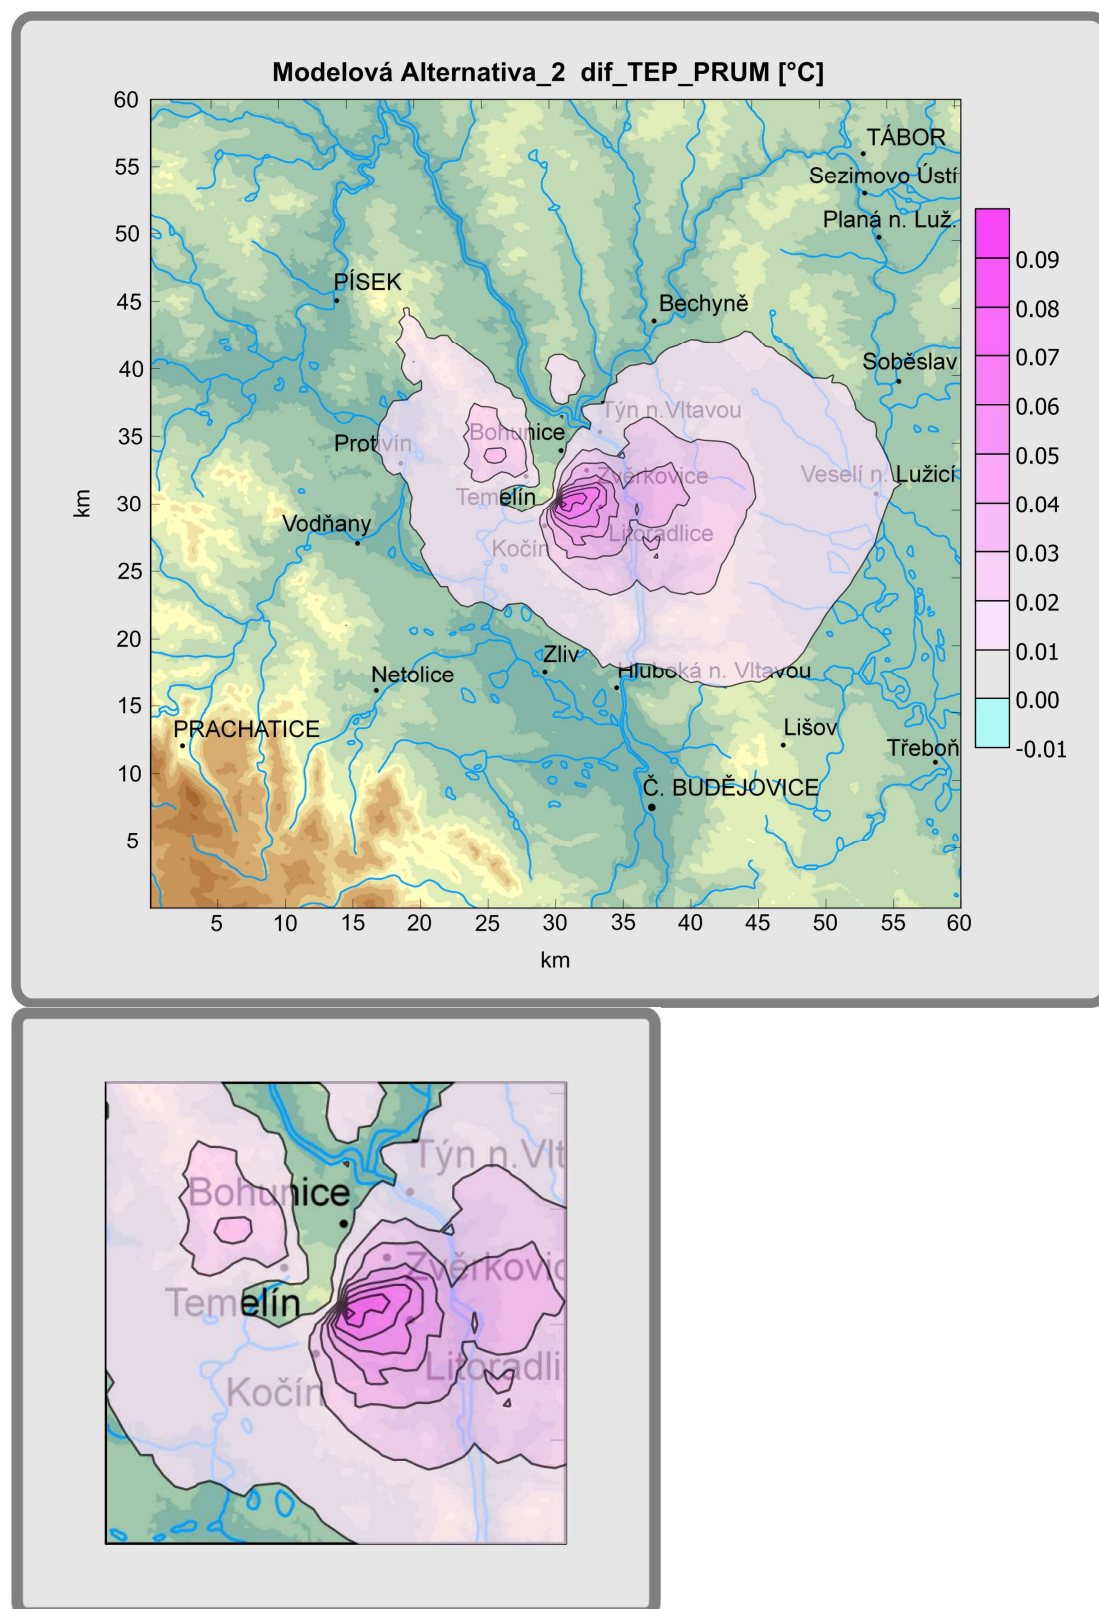 Modelová Alternativa_2 dif_TEP_PRUM [°C]
60
55
50
45
40
35
30
25
20
15
10
5
km
TÁBOR
Sezimovo Ústí
Planá n. Luž.
PÍSEK
Bechyně
Soběslav
Týn n.Vltavou
Bohunice
Protivín
Zvěrkovice
Veselí n. Lužicí
Temelín
Vodňany
Kočín
Litoradlice
Zliv
Hluboká n. Vltavou
Netolice
PRACHATICE
Lišov
Třeboň
Č. BUDĚJOVICE
5 10 15 20 25 30 35 40 45 50 55 60
km
0.09
0.08
0.07
0.06
0.05
0.04
0.03
0.02
0.01
0.00
-0.01
Týn n.Vlt
Bohunice
Zvěrkovic
Temelín
Litoradli
Kočín